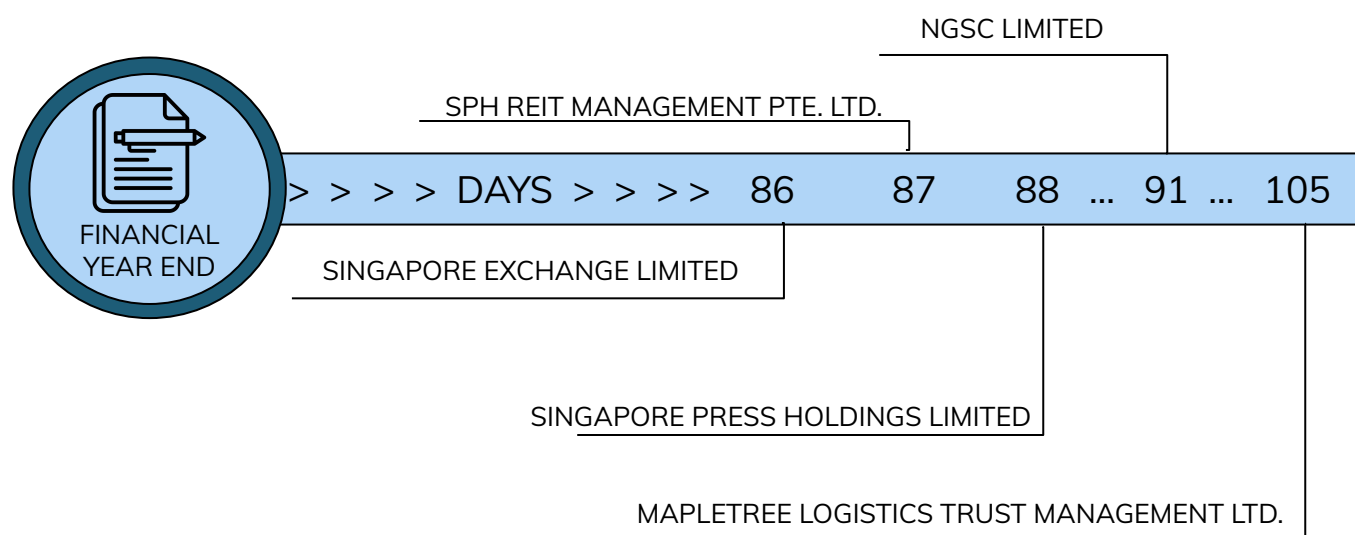 NGSC LIMITED
SPH REIT MANAGEMENT PTE. LTD.
> > > > DAYS > > > > 86 87 88 ... 91 ... 105
FINANCIAL
YEAR END
SINGAPORE EXCHANGE LIMITED
SINGAPORE PRESS HOLDINGS LIMITED
MAPLETREE LOGISTICS TRUST MANAGEMENT LTD.